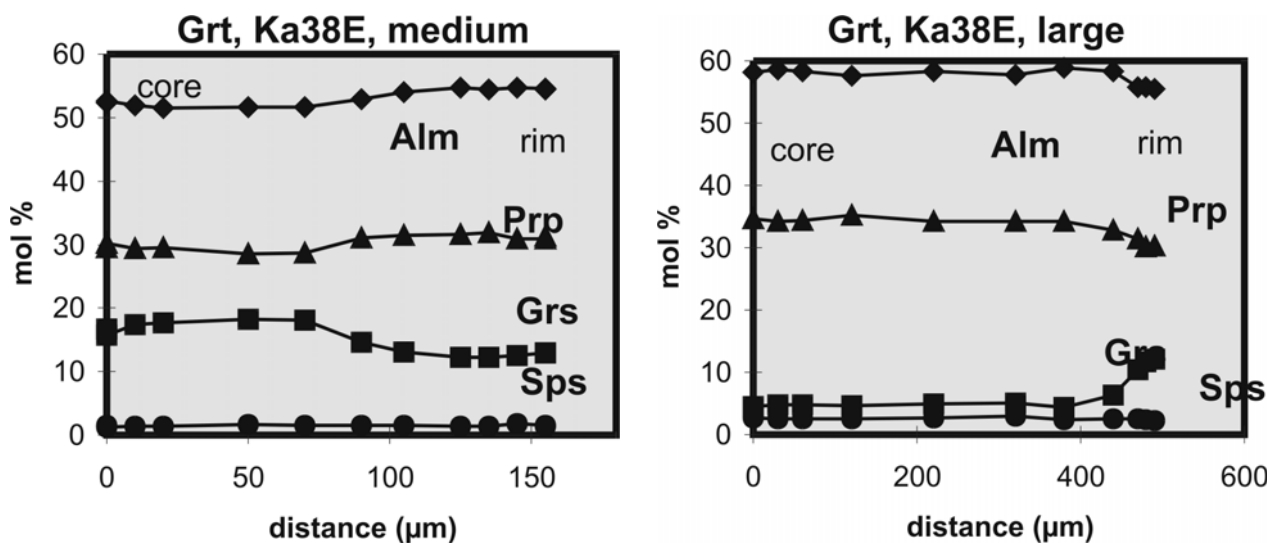 Grt, Ka38E, medium
60
50
40
30
20
10
0
mol %
core
Alm
rim
Prp
Grs
Sps
0
50
100
150
distance (µm)
Grt, Ka38E, large
60
50
40
30
20
10
0
mol %
core
Alm
rim
Prp
Grs
Sps
0
200
400
600
distance (µm)